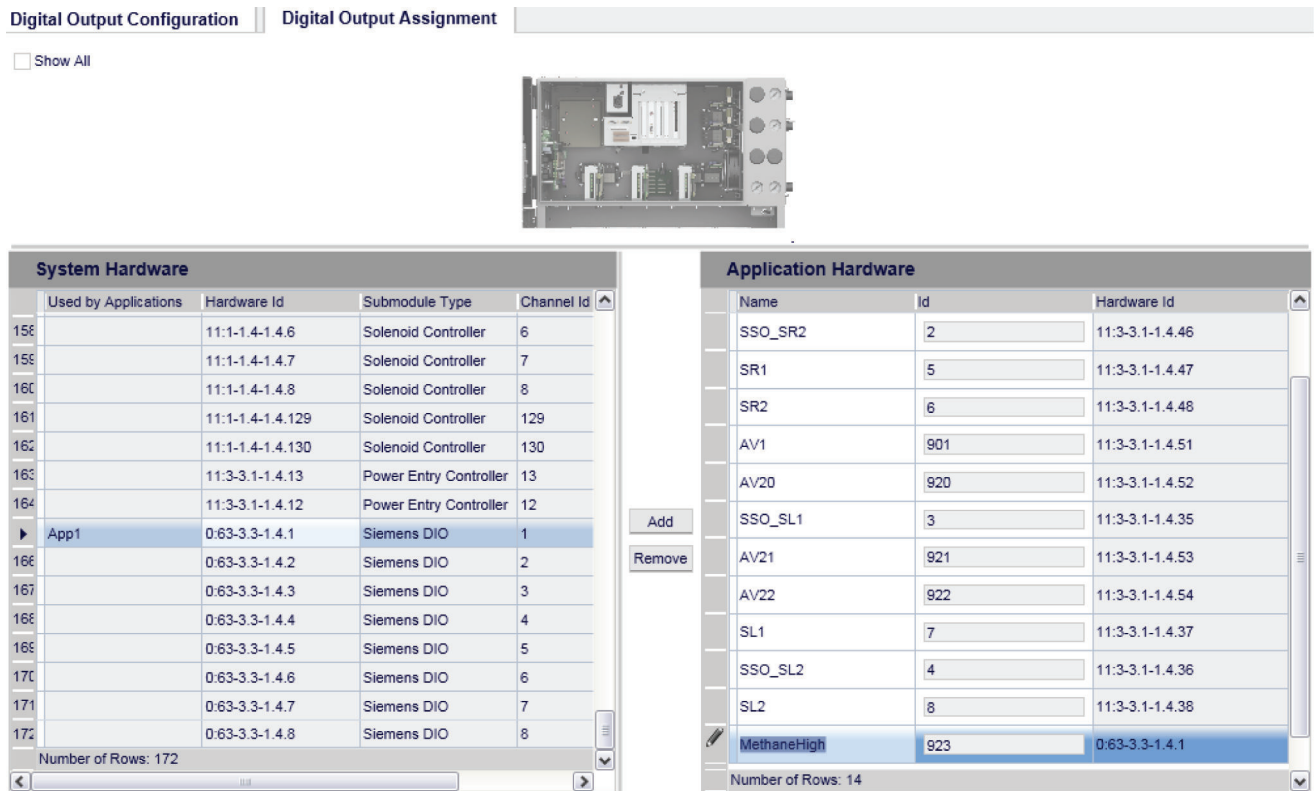 Digital Output Configuration Digital Output Assignment
Show All
System Hardware
Used by Applications Hardware Id Submodule Type Channel Id
158 11:1-1.4-1.4.6 Solenoid Controller 6
159 11:1-1.4-1.4.7 Solenoid Controller 7
160 11:1-1.4-1.4.8 Solenoid Controller 8
161 11:1-1.4-1.4.129 Solenoid Controller 129
162 11:1-1.4-1.4.130 Solenoid Controller 130
163 11:3-3.1-1.4.13 Power Entry Controller 13
164 11:3-3.1-1.4.12 Power Entry Controller 12
App1 0:63-3.3-1.4.1 Siemens DIO 1
166 0:63-3.3-1.4.2 Siemens DIO 2
167 0:63-3.3-1.4.3 Siemens DIO 3
168 0:63-3.3-1.4.4 Siemens DIO 4
169 0:63-3.3-1.4.5 Siemens DIO 5
170 0:63-3.3-1.4.6 Siemens DIO 6
171 0:63-3.3-1.4.7 Siemens DIO 7
172 0:63-3.3-1.4.8 Siemens DIO 8
Number of Rows: 172
Add
Remove
Application Hardware
Name Id Hardware Id
SSO_SR2 2 11:3-3.1-1.4.46
SR1 5 11:3-3.1-1.4.47
SR2 6 11:3-3.1-1.4.48
AV1 901 11:3-3.1-1.4.51
AV20 920 11:3-3.1-1.4.52
SSO_SL1 3 11:3-3.1-1.4.35
AV21 921 11:3-3.1-1.4.53
AV22 922 11:3-3.1-1.4.54
SL1 7 11:3-3.1-1.4.37
SSO_SL2 4 11:3-3.1-1.4.36
SL2 8 11:3-3.1-1.4.38
MethaneHigh 923 0:63-3.3-1.4.1
Number of Rows: 14